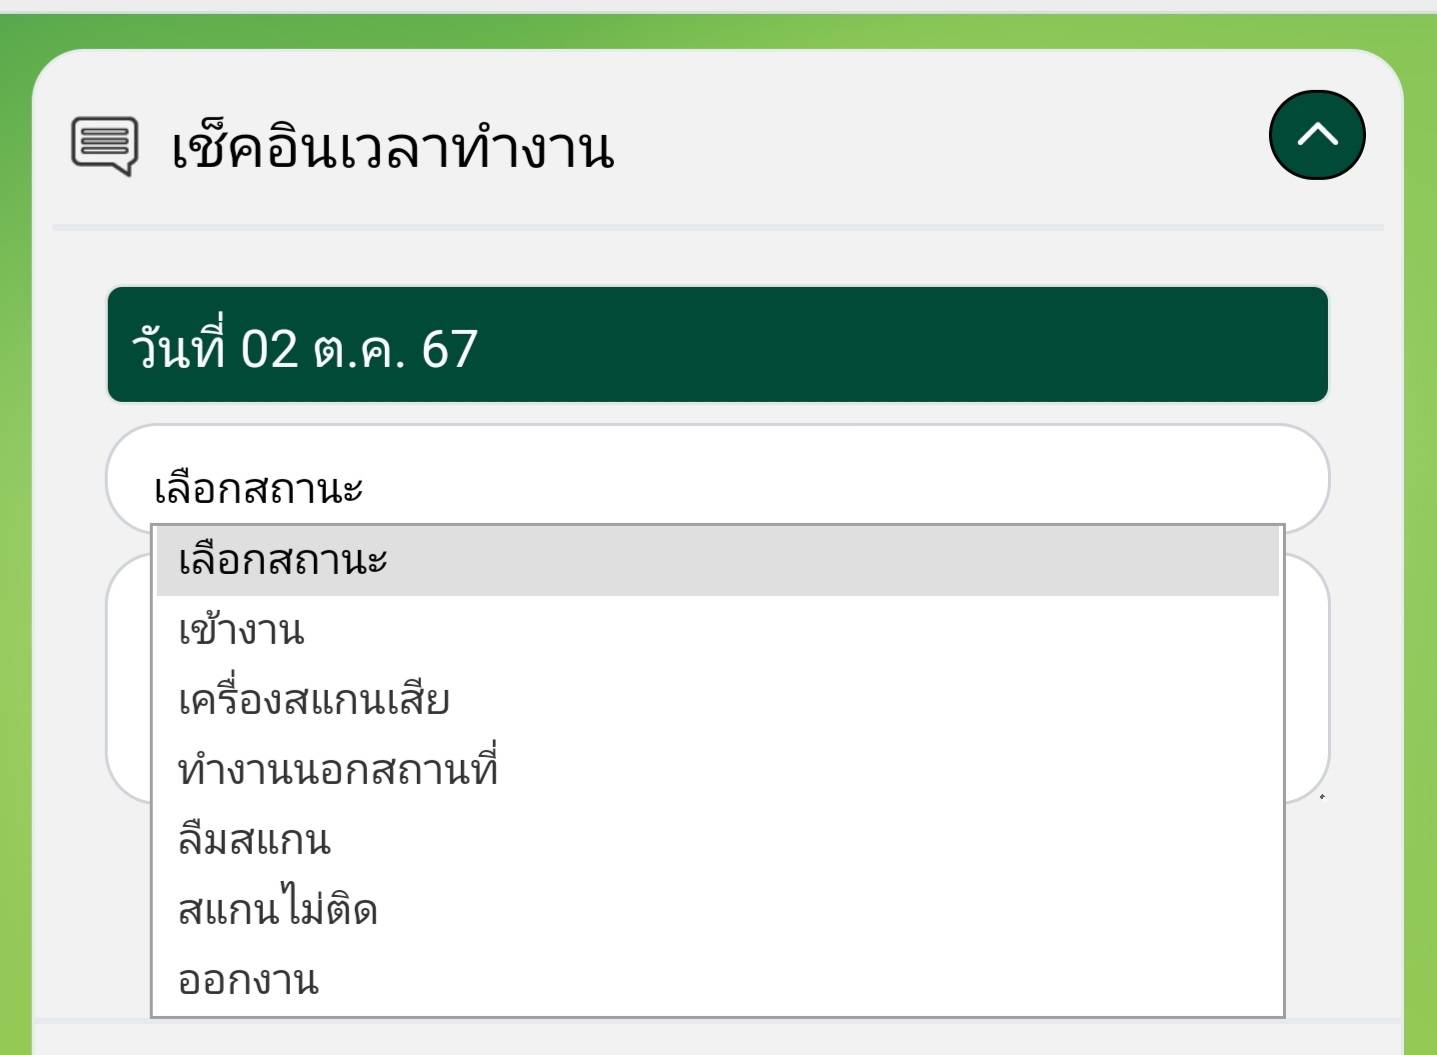 เช็คอินเวลาทำงาน
วันที่ 02 ต.ค. 67
เลือกสถานะ
เลือกสถานะ
เข้างาน
เครื่องสแกนเสีย
ทำงานนอกสถานที่
ลืมสแกน
สแกนไม่ติด
ออกงาน